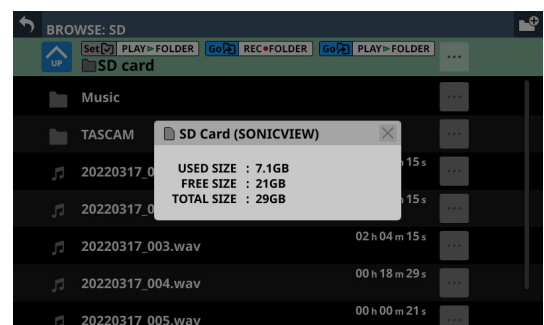 BROWSE: SD
UP
Set PLAY►FOLDER Go REC●FOLDER Go PLAY►FOLDER
SD card
...
Music
...
TASCAM
...
SD Card (SONICVIEW)
USED SIZE : 7.1GB
FREE SIZE : 21GB
TOTAL SIZE : 29GB
20220317_0
15 s
...
20220317_0
15 s
...
20220317_003.wav
02 h 04 m 15 s
...
20220317_004.wav
00 h 18 m 29 s
...
20220317_005.wav
00 h 00 m 21 s
...